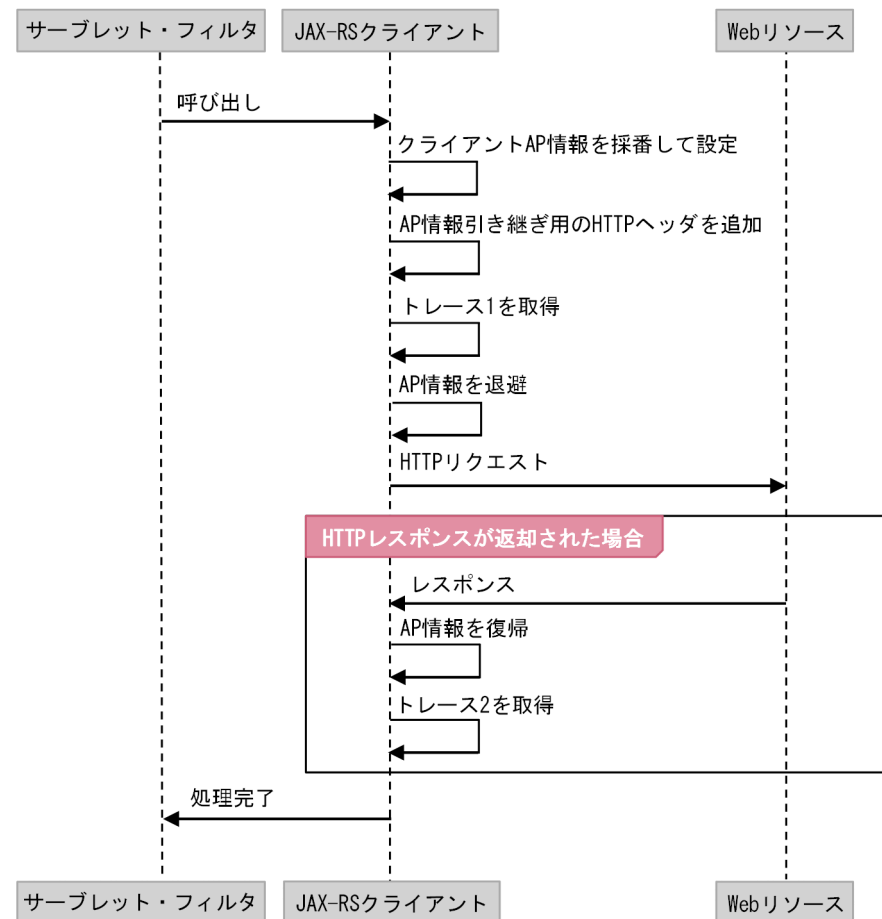 サーブレット・フィルタ
JAX-RSクライアント
Webリソース
呼び出し
クライアントAP情報を採番して設定
AP情報引き継ぎ用のHTTPヘッダを追加
トレース1を取得
AP情報を退避
HTTPリクエスト
HTTPレスポンスが返却された場合
レスポンス
AP情報を復帰
トレース2を取得
処理完了
サーブレット・フィルタ
JAX-RSクライアント
Webリソース